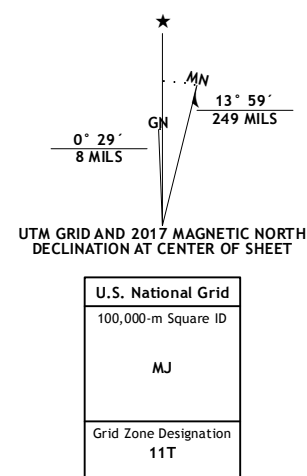 ★
MN
GN
13° 59´
249 MILS
0° 29´
8 MILS
UTM GRID AND 2017 MAGNETIC NORTH
DECLINATION AT CENTER OF SHEET
U.S. National Grid
100,000-m Square ID
MJ
Grid Zone Designation
11T